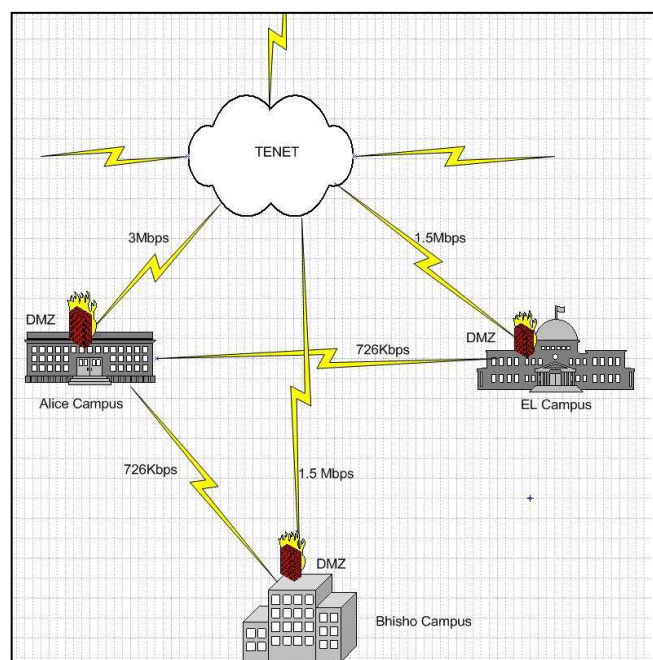 TENET
3Mbps
1.5Mbps
DMZ
DMZ
726Kbps
Alice Campus
EL Campus
726Kbps
1.5 Mbps
DMZ
Bhisho Campus